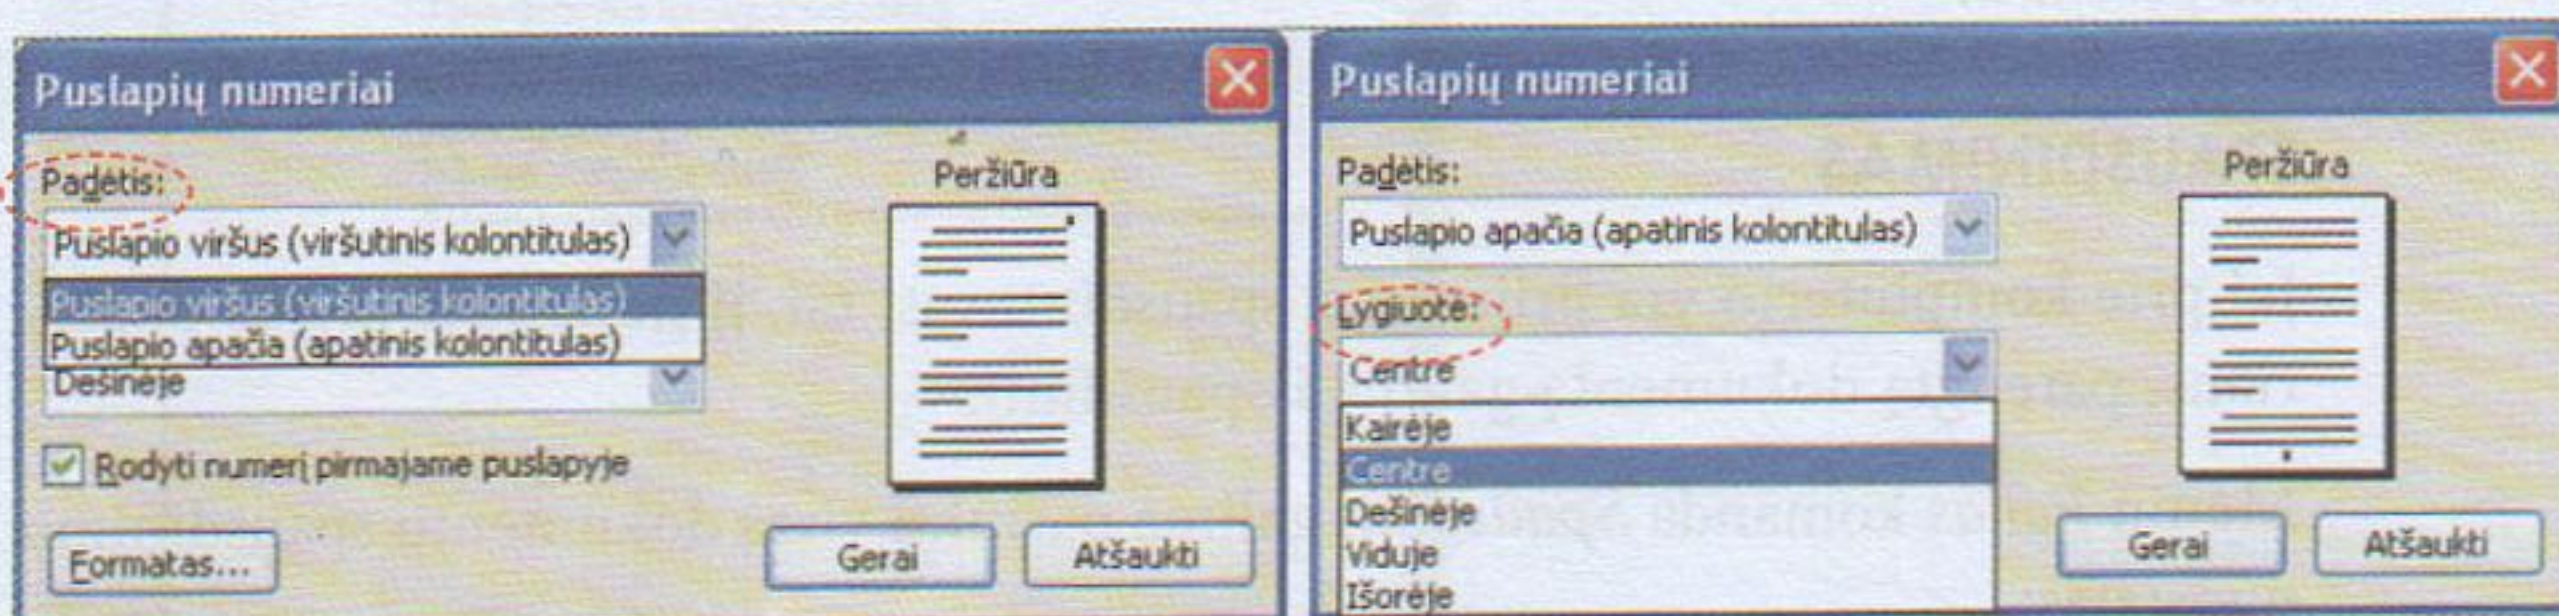 Puslapių numeriai
Padėtis:
Peržiūra
Puslapio viršus (viršutinis kolontitulas)
Puslapio viršus (viršutinis kolontitulas)
Puslapio apačia (apatinis kolontitulas)
Dešinėje
Rodyti numerį pirmajame puslapyje
Formatas...
Gerai
Atšaukti
Puslapių numeriai
Padėtis:
Peržiūra
Puslapio apačia (apatinis kolontitulas)
Lygiuotė:
Centre
Kairėje
Centre
Dešinėje
Viduje
Išorėje
Gerai
Atšaukti